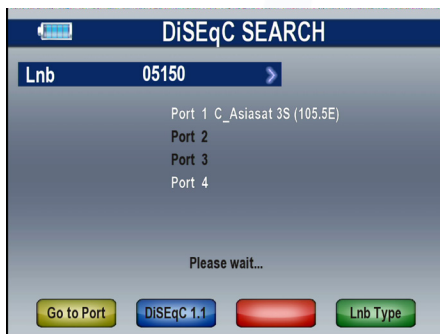 DiSEqC SEARCH
Lnb 05150
Port 1 C_Asiasat 3S (105.5E)
Port 2
Port 3
Port 4
Please wait...
Go to Port DiSEqC 1.1 Lnb Type